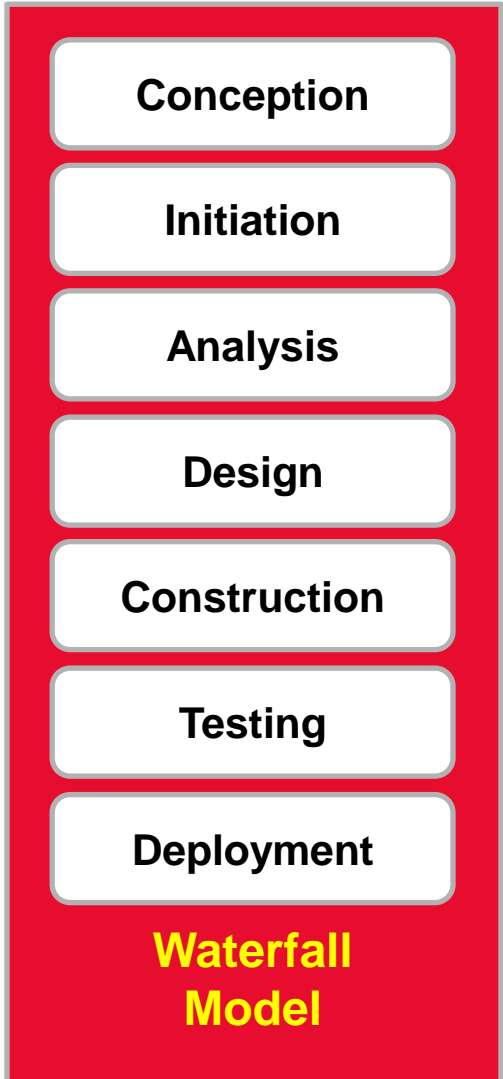 Conception
Initiation
Analysis
Design
Construction
Testing
Deployment
Waterfall
Model